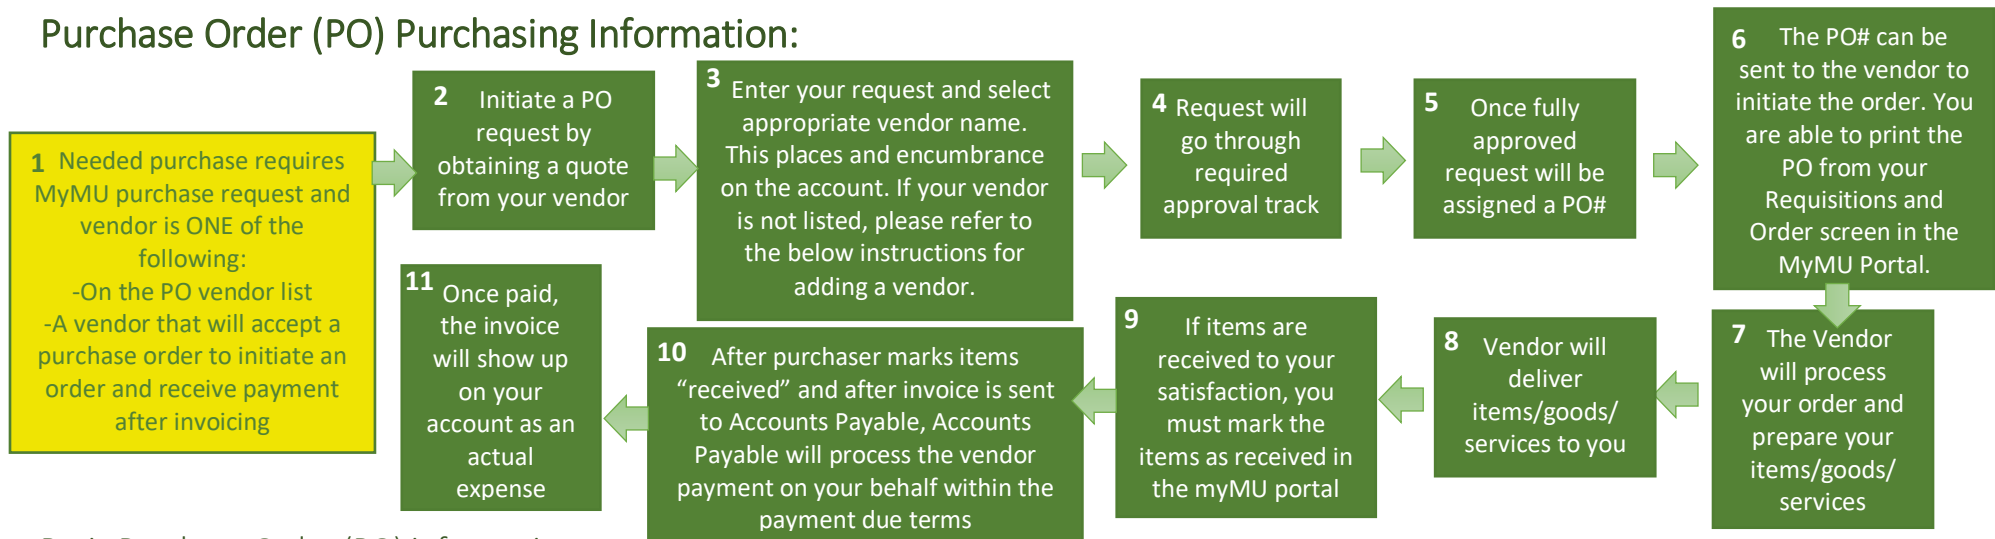 Purchase Order (PO) Purchasing Information:
1 Needed purchase requires
MyMU purchase request and
vendor is ONE of the
following:
-On the PO vendor list
-A vendor that will accept a
purchase order to initiate an
order and receive payment
after invoicing
2 Initiate a PO
request by
obtaining a quote
from your vendor
3 Enter your request and select
appropriate vendor name.
This places and encumbrance
on the account. If your vendor
is not listed, please refer to
the below instructions for
adding a vendor.
4 Request will
go through
required
approval track
5 Once fully
approved
request will be
assigned a PO#
6 The PO# can be
sent to the vendor to
initiate the order. You
are able to print the
PO from your
Requisitions and
Order screen in the
MyMU Portal.
7 The Vendor
will process
your order and
prepare your
items/goods/
services
8 Vendor will
deliver
items/goods/
services to you
9 If items are
received to your
satisfaction, you
must mark the
items as received in
the myMU portal
10 After purchaser marks items
“received” and after invoice is sent
to Accounts Payable, Accounts
Payable will process the vendor
payment on your behalf within the
payment due terms
11 Once paid,
the invoice
will show up
on your
account as an
actual
expense